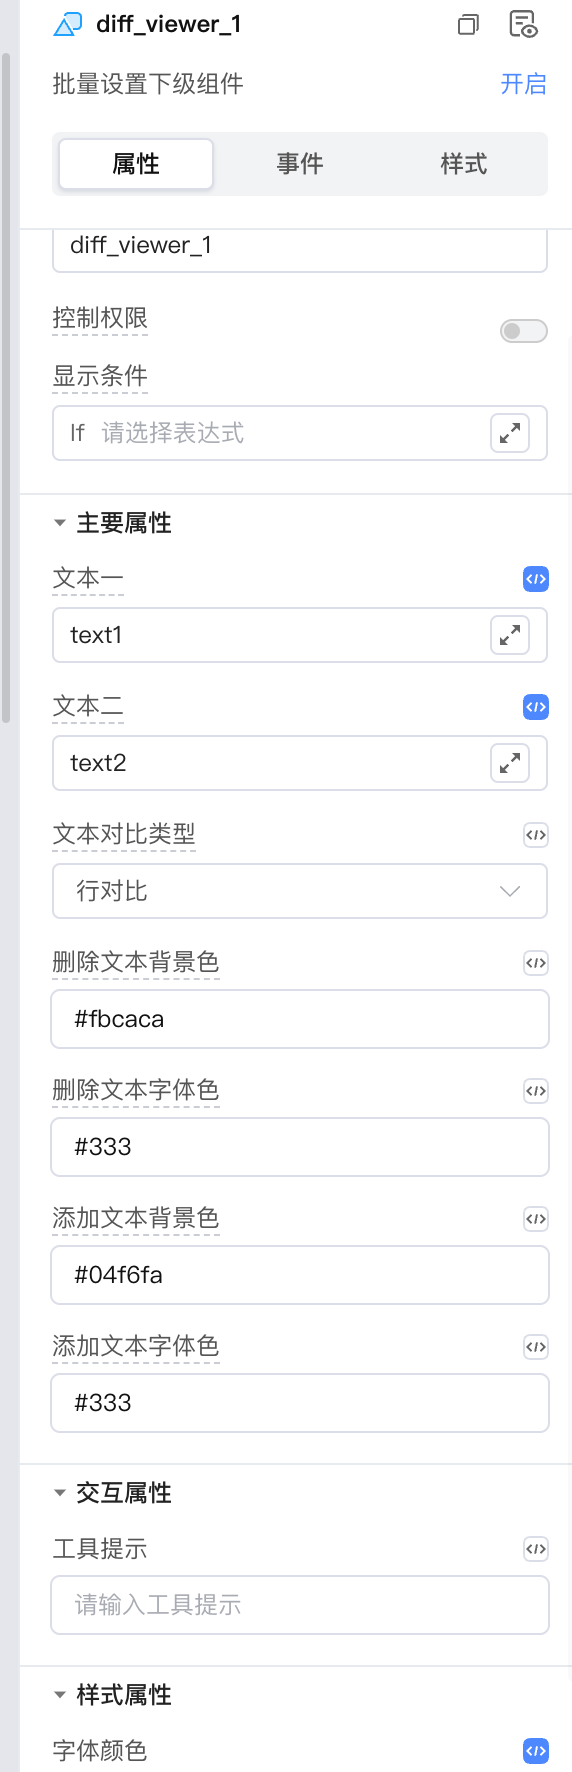 diff_viewer_1
批量设置下级组件 开启
属性 事件 样式
diff_viewer_1
控制权限
显示条件
If 请选择表达式
主要属性
文本一
text1
文本二
text2
文本对比类型
行对比
删除文本背景色
#fbcaca
删除文本字体色
#333
添加文本背景色
#04f6fa
添加文本字体色
#333
交互属性
工具提示
请输入工具提示
样式属性
字体颜色